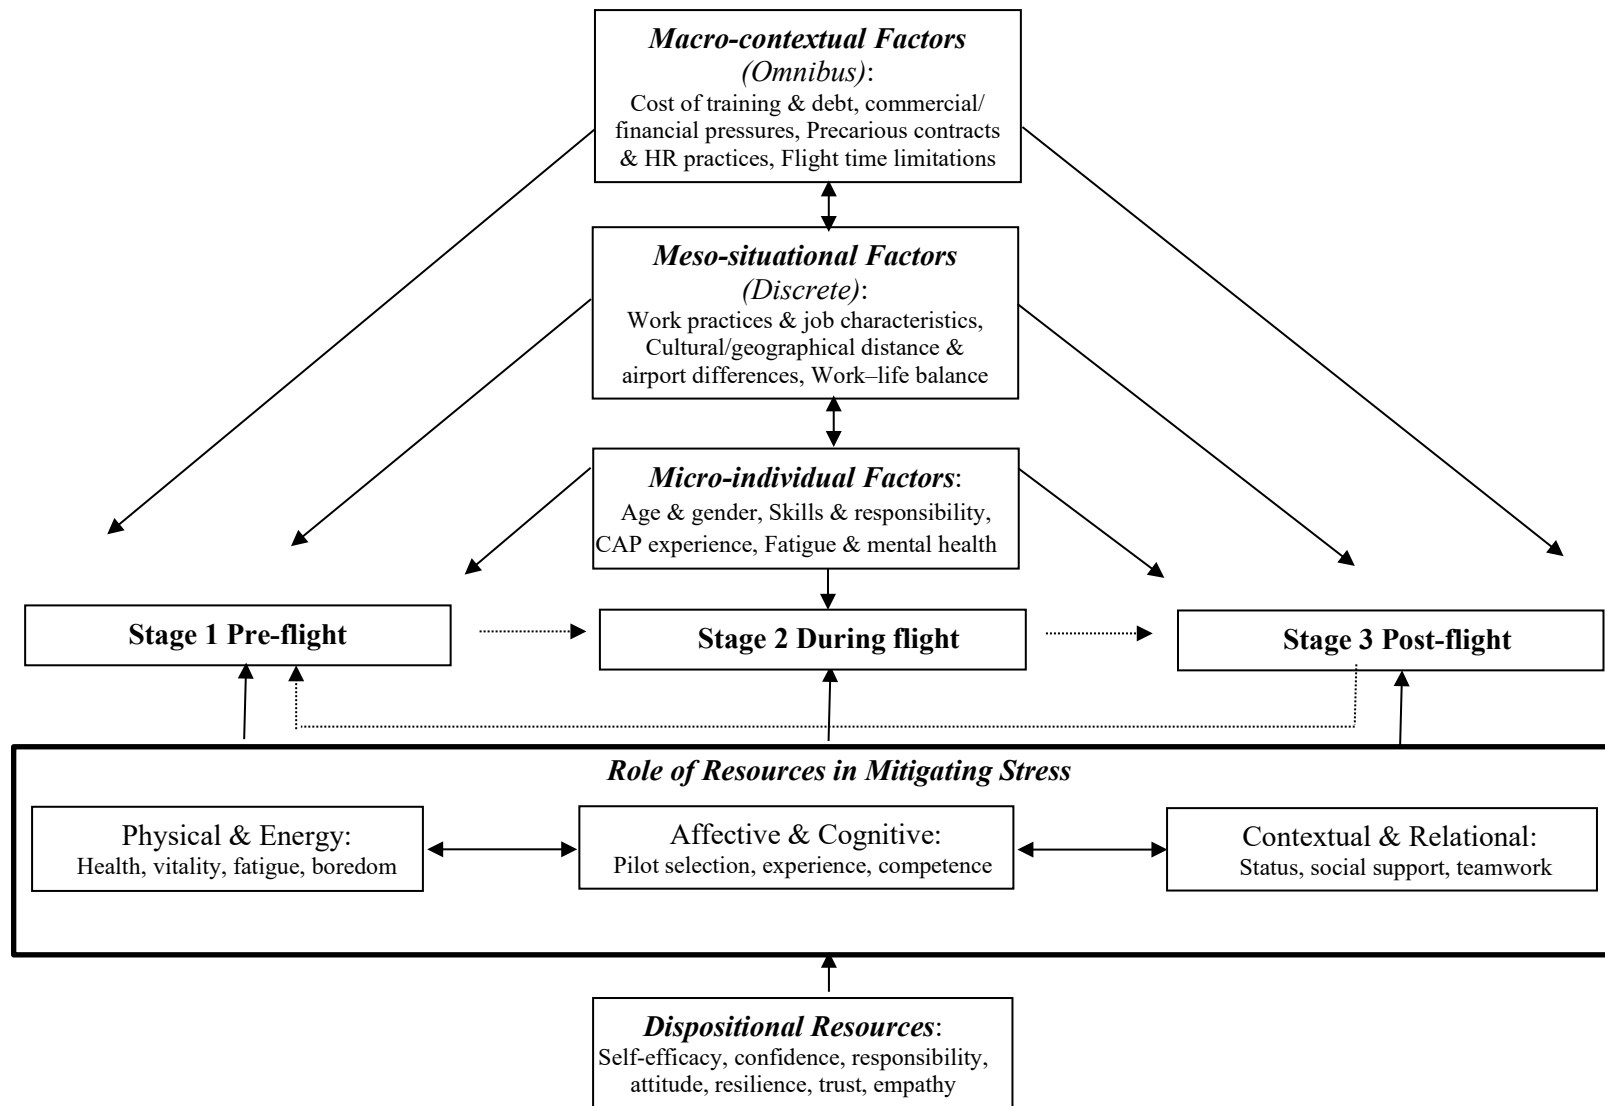 Macro-contextual Factors
(Omnibus):
Cost of training & debt, commercial/
financial pressures, Precarious contracts
& HR practices, Flight time limitations
Meso-situational Factors
(Discrete):
Work practices & job characteristics,
Cultural/geographical distance &
airport differences, Work–life balance
Micro-individual Factors:
Age & gender, Skills & responsibility,
CAP experience, Fatigue & mental health
Stage 1 Pre-flight
Stage 2 During flight
Stage 3 Post-flight
Role of Resources in Mitigating Stress
Physical & Energy:
Health, vitality, fatigue, boredom
Affective & Cognitive:
Pilot selection, experience, competence
Contextual & Relational:
Status, social support, teamwork
Dispositional Resources:
Self-efficacy, confidence, responsibility,
attitude, resilience, trust, empathy